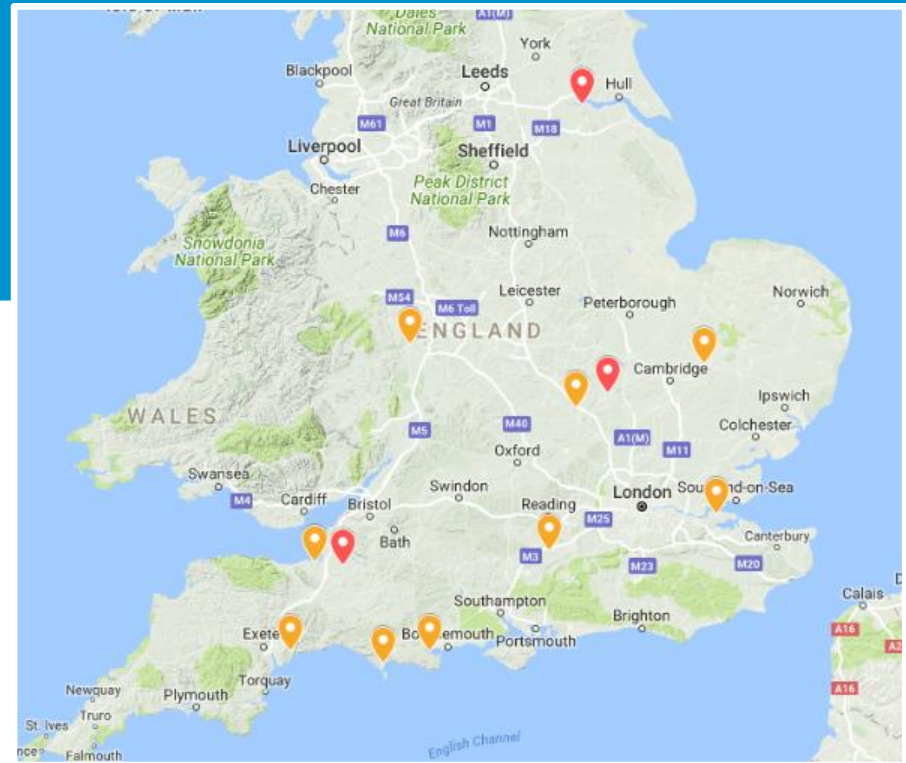 Dales
National Park
A1(M)
York
Blackpool
Leeds
Hull
Great Britain
M61
M1
M18
Liverpool
Sheffield
Chester
Peak District
National Park
M6
Nottingham
Snowdonia
National Park
M54
Leicester
M6 Toll
Peterborough
Norwich
ENGLAND
Cambridge
Ipswich
WALES
M5
M40
A1(M)
M11
Colchester
Oxford
Swansea
M4
Cardiff
Bristol
Swindon
Reading
London
M25
Bath
M3
M23
M20
Canterbury
Southampton
Portsmouth
Brighton
Calais
A16
Torquay
Plymouth
Newquay
A16
St. Ives
Truro
Falmouth
English Channel